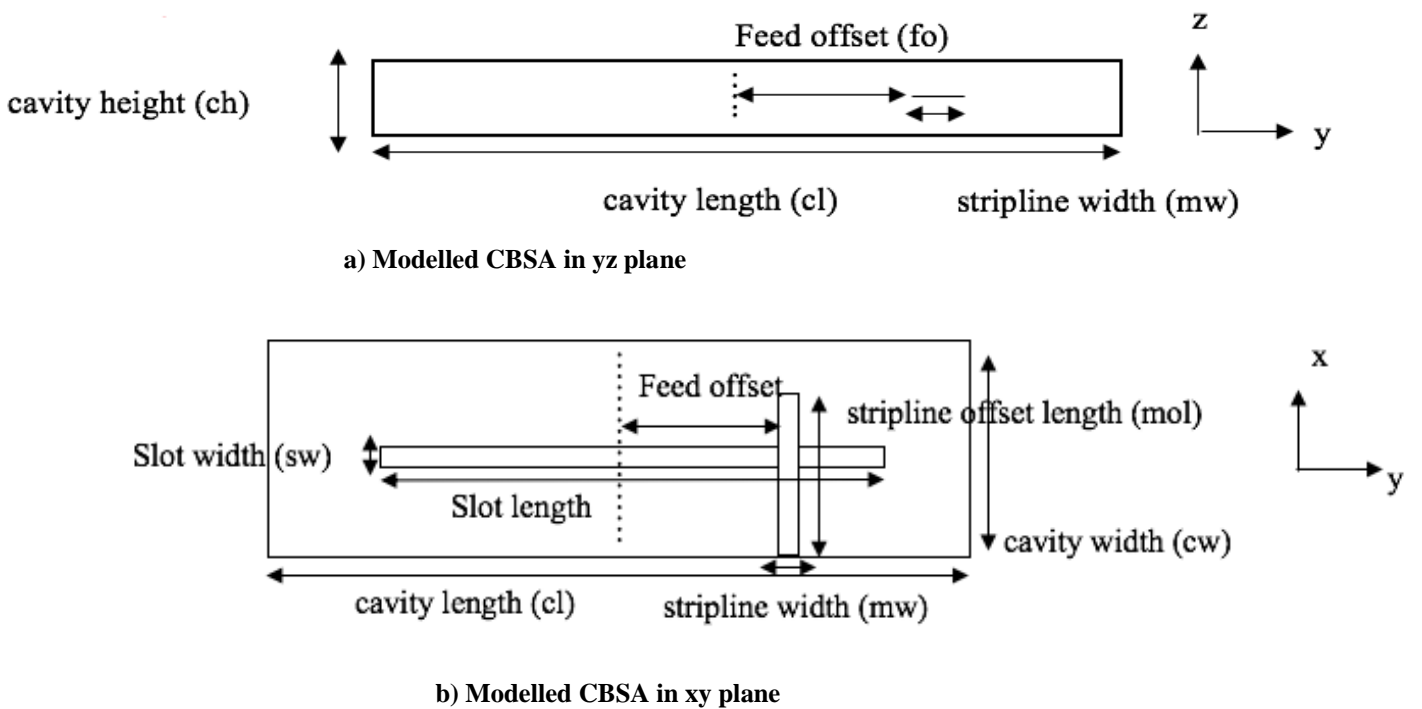 z
Feed offset (fo)
cavity height (ch)
y
cavity length (cl)
stripline width (mw)
a) Modelled CBSA in yz plane
x
Feed offset
stripline offset length (mol)
Slot width (sw)
y
Slot length
cavity width (cw)
cavity length (cl)
stripline width (mw)
b) Modelled CBSA in xy plane